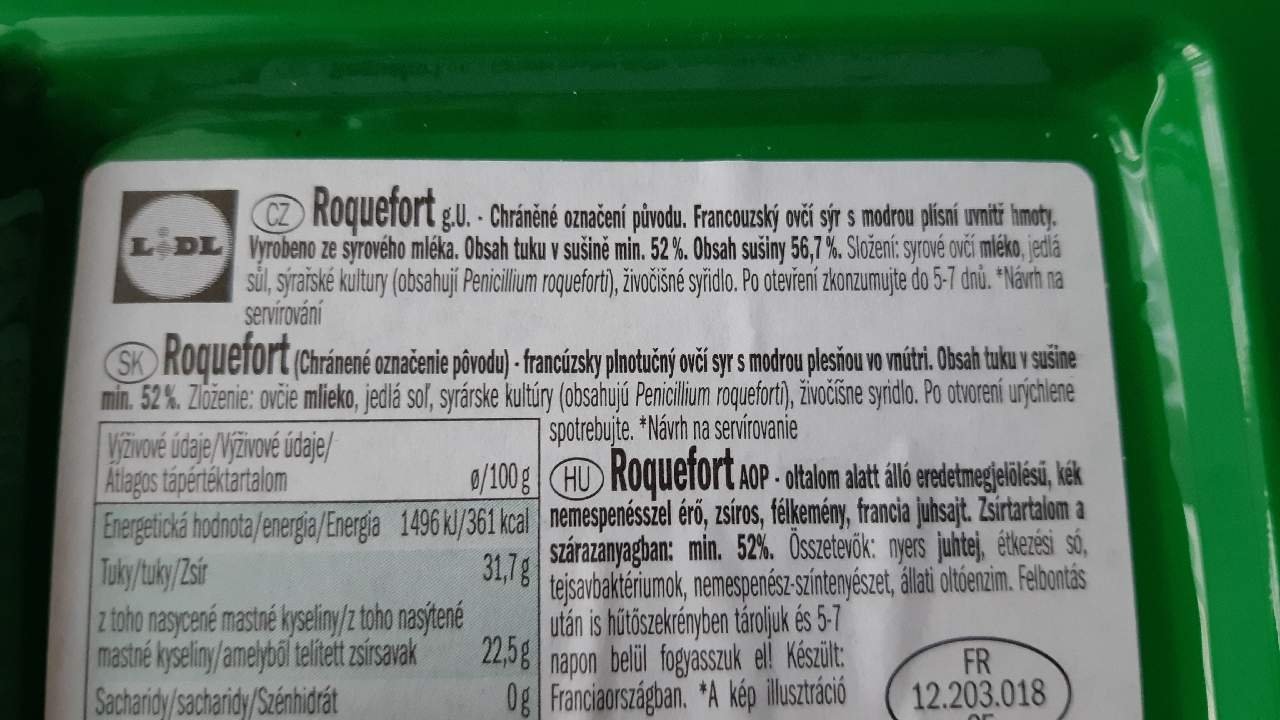 LIDL
CZ Roquefort g.U. - Chráněné označení původu. Francouzský ovčí sýr s modrou plísní uvnitř hmoty.
Vyrobeno ze syrového mléka. Obsah tuku v sušině min. 52 %. Obsah sušiny 56,7 %. Složení: syrové ovčí mléko, jedlá
sůl, sýrařské kultury (obsahují Penicillium roqueforti), živočišné syřidlo. Po otevření zkonzumujte do 5-7 dnů. *Návrh na
servírování
SK Roquefort (Chránené označenie pôvodu) - francúzsky plnotučný ovčí syr s modrou plesňou vo vnútri. Obsah tuku v sušine
min. 52 %. Zloženie: ovčie mlieko, jedlá soľ, syrárske kultúry (obsahujú Penicillium roqueforti), živočíšne syridlo. Po otvorení urýchlene
spotrebujte. *Návrh na servírovanie
Výživové údaje/Výživové údaje/
Átlagos tápértéktartalom ø/100 g
Energetická hodnota/energia/Energia 1496 kJ/361 kcal
Tuky/tuky/Zsír 31,7 g
z toho nasycené mastné kyseliny/z toho nasýtené
mastné kyseliny/amelyből telített zsírsavak 22,5 g
Sacharidy/sacharidy/Szénhidrát 0 g
HU Roquefort AOP - oltalom alatt álló eredetmegjelölésű, kék
nemespenésszel érő, zsíros, félkemény, francia juhsajt. Zsírtartalom a
szárazanyagban: min. 52%. Összetevők: nyers juhtej, étkezési só,
tejsavbaktériumok, nemespenész-színtenyészet, állati oltóenzim. Felbontás
után is hűtőszekrényben tároljuk és 5-7
napon belül fogyasszuk el! Készült:
Franciaországban. *A kép illusztráció
FR
12.203.018